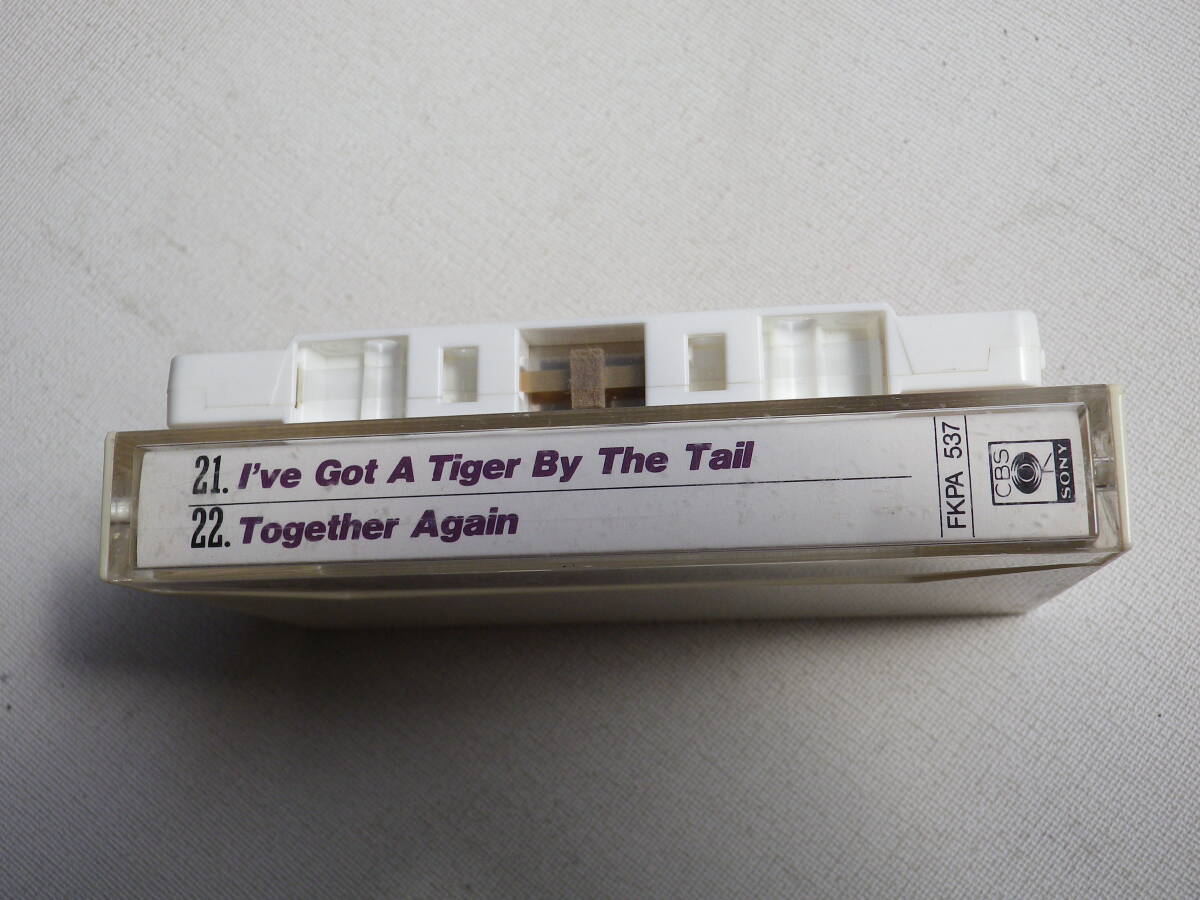 21. I've Got A Tiger By The Tail
22. Together Again
FKPA 537
CBS
SONY